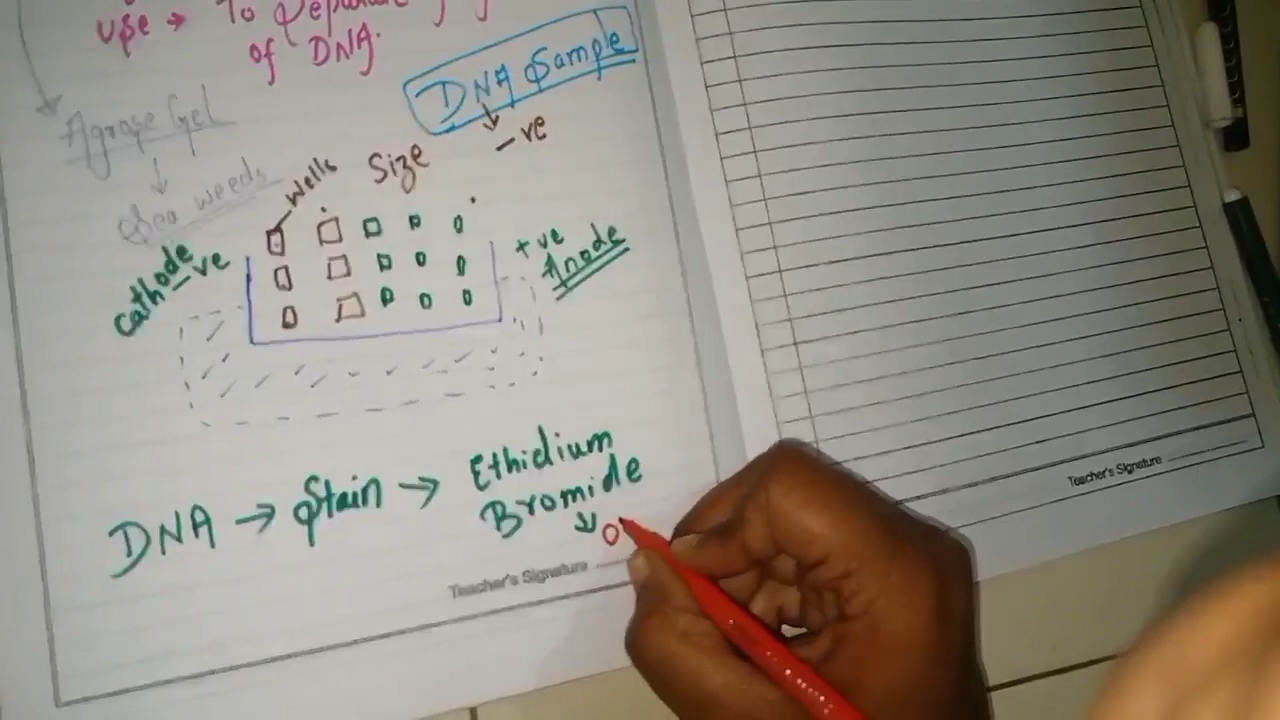 use → To
of DNA.
DNA Sample
-ve
Agrose Gel
Sea weeds
Wells
Size
Cathode
-ve
+ve
Anode
DNA → Stain → Ethidium
Bromide
O
Teacher's Signature
Teacher's Signature